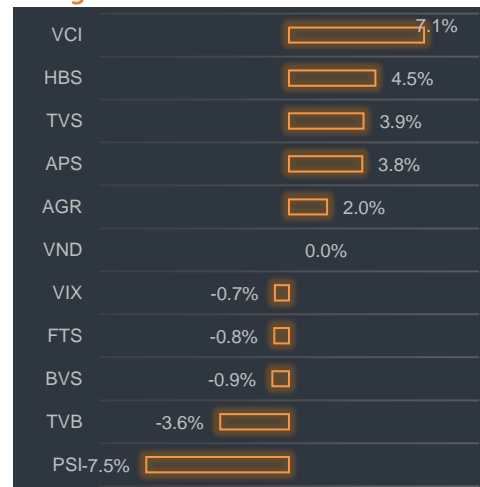 VCI 7.1%
HBS 4.5%
TVS 3.9%
APS 3.8%
AGR 2.0%
VND 0.0%
VIX -0.7%
FTS -0.8%
BVS -0.9%
TVB -3.6%
PSI -7.5%